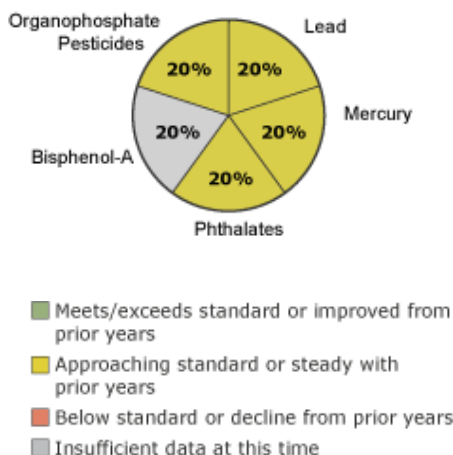 Organophosphate
Pesticides
Lead
20%
20%
20%
20%
Mercury
Bisphenol-A
20%
Phthalates
Meets/exceeds standard or improved from
prior years
Approaching standard or steady with
prior years
Below standard or decline from prior years
Insufficient data at this time